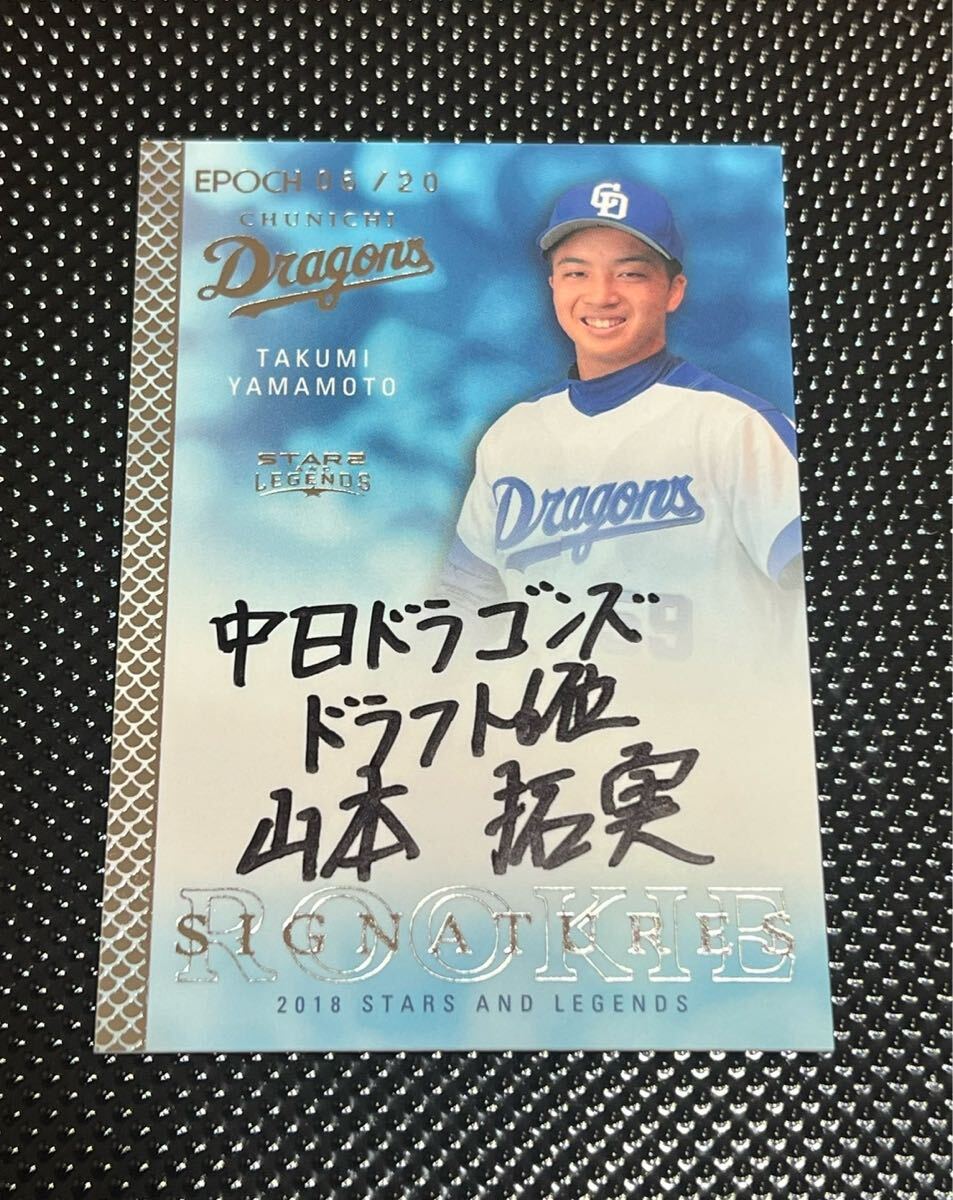 EPOCH 06/20
CHUNICHI
Dragons
TAKUMI
YAMAMOTO
STARS
AND
LEGENDS
CD
Dragons
59
中日ドラゴンズ
ドラフト6位
山本 拓実
ROOKIE
SIGNATURES
2018 STARS AND LEGENDS